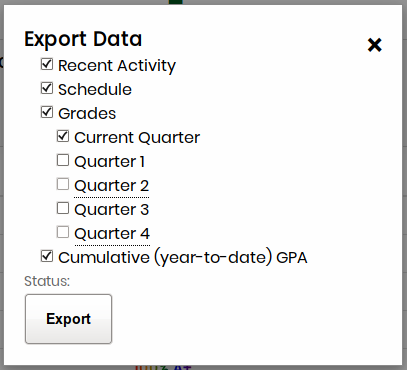 Export Data
Recent Activity
Schedule
Grades
Current Quarter
Quarter 1
Quarter 2
Quarter 3
Quarter 4
Cumulative (year-to-date) GPA
Status:
Export